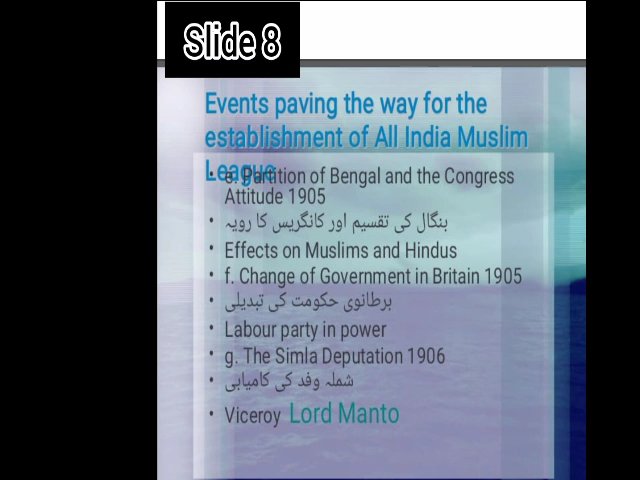 Slide 8
Events paving the way for the
establishment of All India Muslim
League
• e. Partition of Bengal and the Congress
Attitude 1905
• بنگال کی تقسیم اور کانگریس کا رویہ
• Effects on Muslims and Hindus
• f. Change of Government in Britain 1905
• برطانوی حکومت کی تبدیلی
• Labour party in power
• g. The Simla Deputation 1906
• شملہ وفد کی کامیابی
• Viceroy Lord Manto